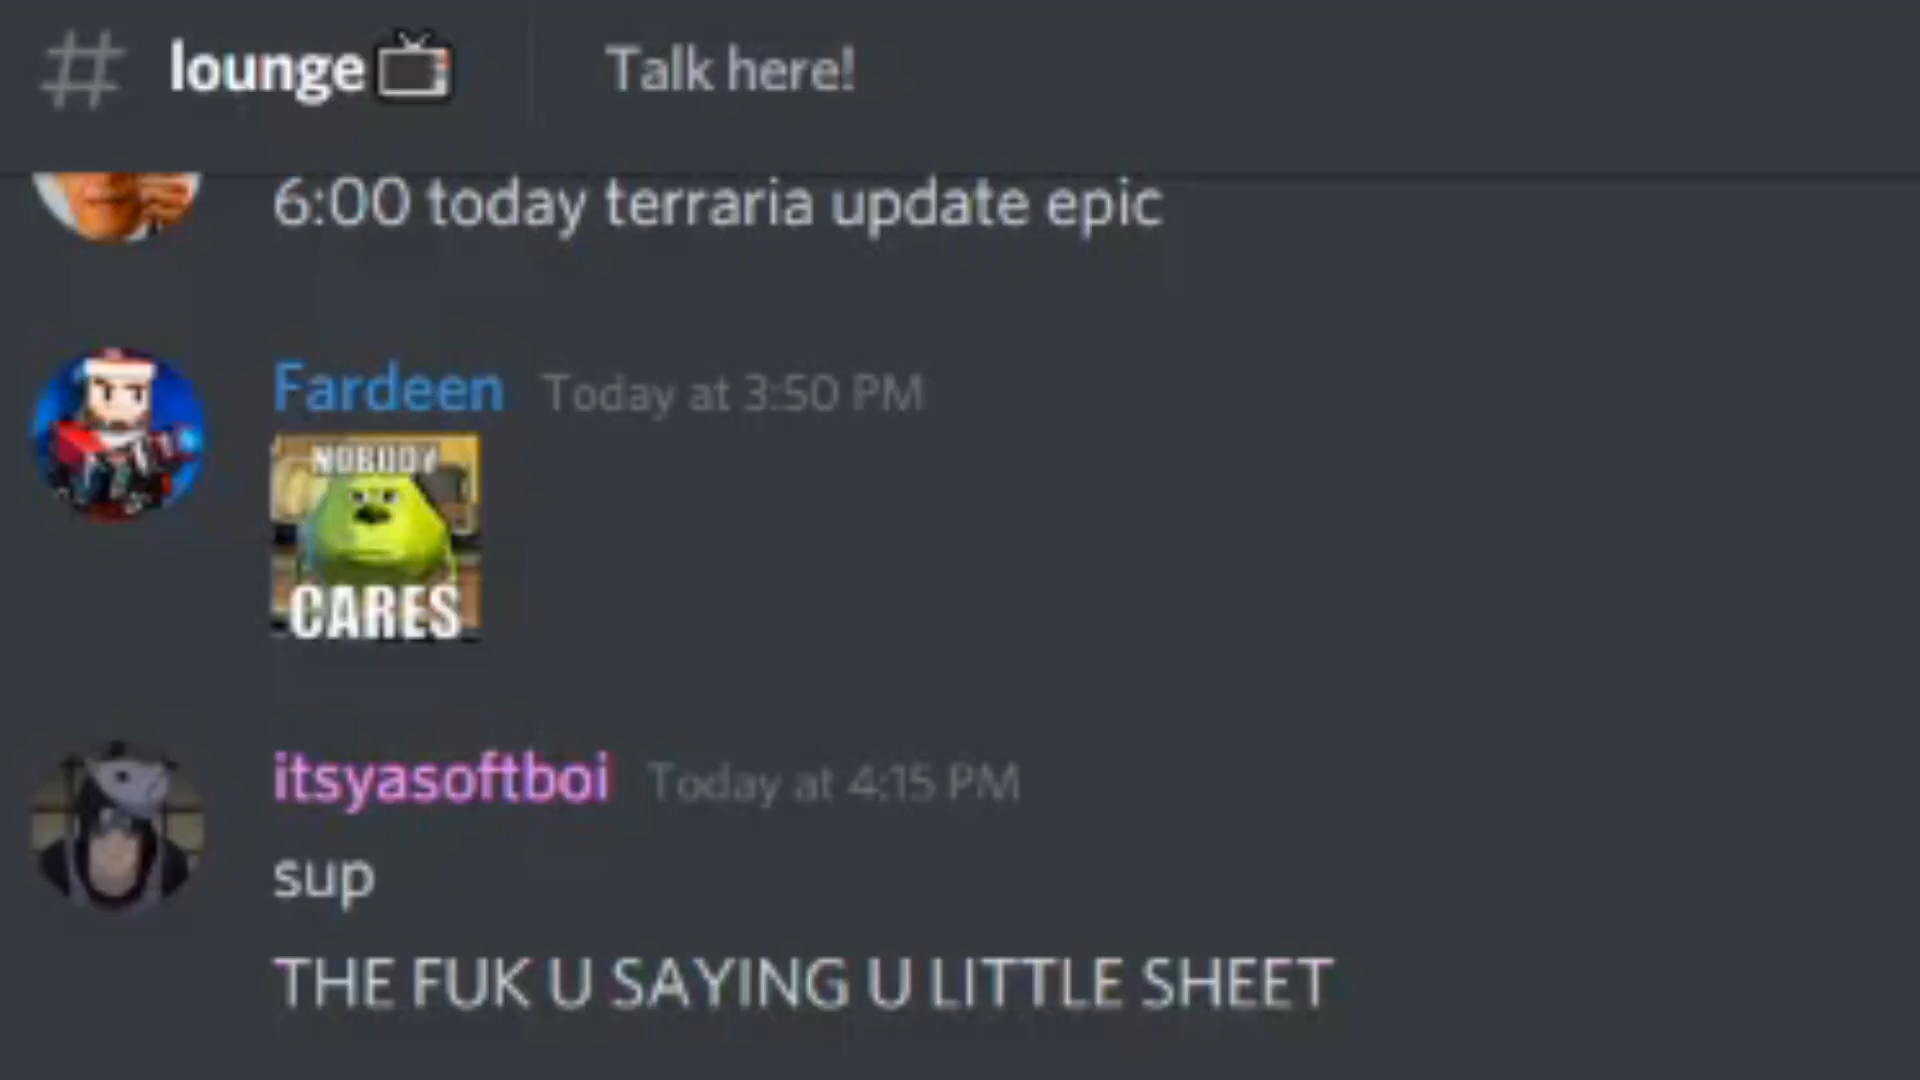 # lounge📺 Talk here!
6:00 today terraria update epic
Fardeen Today at 3:50 PM
NOBODY
CARES
itsyasoftboi Today at 4:15 PM
sup
THE FUK U SAYING U LITTLE SHEET